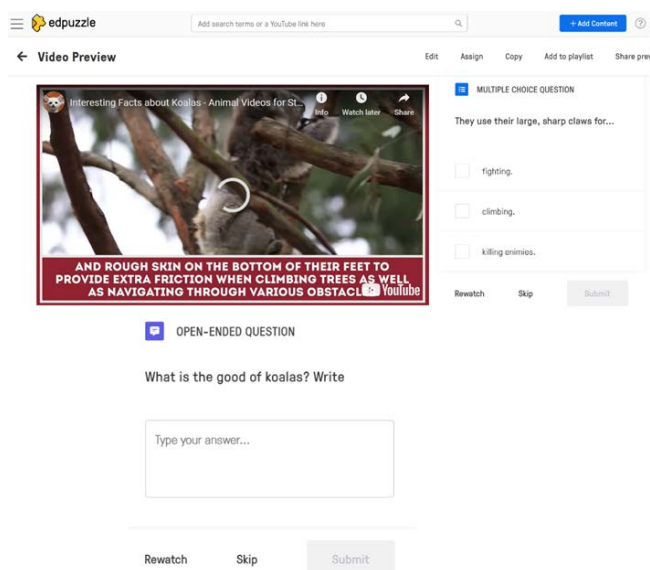 edpuzzle
Add search terms or a YouTube link here
+ Add Content
?
← Video Preview
Edit
Assign
Copy
Add to playlist
Share prev
Interesting Facts about Koalas - Animal Videos for St...
Info
Watch later
Share
AND ROUGH SKIN ON THE BOTTOM OF THEIR FEET TO
PROVIDE EXTRA FRICTION WHEN CLIMBING TREES AS WELL
AS NAVIGATING THROUGH VARIOUS OBSTACL
YouTube
MULTIPLE CHOICE QUESTION
They use their large, sharp claws for...
fighting.
climbing.
killing enimies.
Rewatch
Skip
Submit
OPEN-ENDED QUESTION
What is the good of koalas? Write
Type your answer...
Rewatch
Skip
Submit